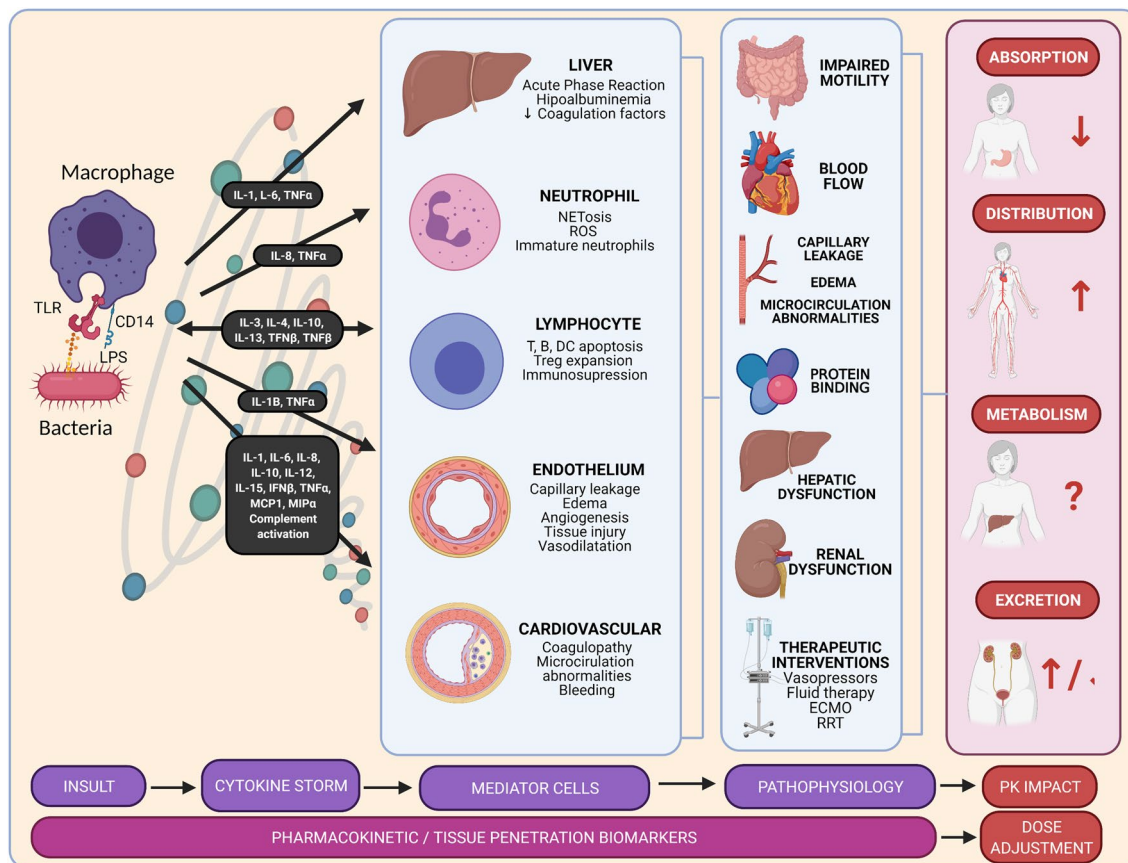 Macrophage
TLR
CD14
LPS
Bacteria
IL-1, L-6, TNFα
IL-8, TNFα
IL-3, IL-4, IL-10,
IL-13, TFNβ, TNFβ
IL-1B, TNFα
IL-1, IL-6, IL-8,
IL-10, IL-12,
IL-15, IFNβ, TNFα,
MCP1, MIPα
Complement
activation
LIVER
Acute Phase Reaction
Hipoalbuminemia
↓ Coagulation factors
NEUTROPHIL
NETosis
ROS
Immature neutrophils
LYMPHOCYTE
T, B, DC apoptosis
Treg expansion
Immunosupression
ENDOTHELIUM
Capillary leakage
Edema
Angiogenesis
Tissue injury
Vasodilatation
CARDIOVASCULAR
Coagulopathy
Microcirulation
abnormalities
Bleeding
IMPAIRED
MOTILITY
BLOOD
FLOW
CAPILLARY
LEAKAGE
EDEMA
MICROCIRCULATION
ABNORMALITIES
PROTEIN
BINDING
HEPATIC
DYSFUNCTION
RENAL
DYSFUNCTION
THERAPEUTIC
INTERVENTIONS
Vasopressors
Fluid therapy
ECMO
RRT
ABSORPTION
↓
DISTRIBUTION
↑
METABOLISM
?
EXCRETION
↑/
INSULT
CYTOKINE STORM
MEDIATOR CELLS
PATHOPHYSIOLOGY
PK IMPACT
PHARMACOKINETIC / TISSUE PENETRATION BIOMARKERS
DOSE
ADJUSTMENT